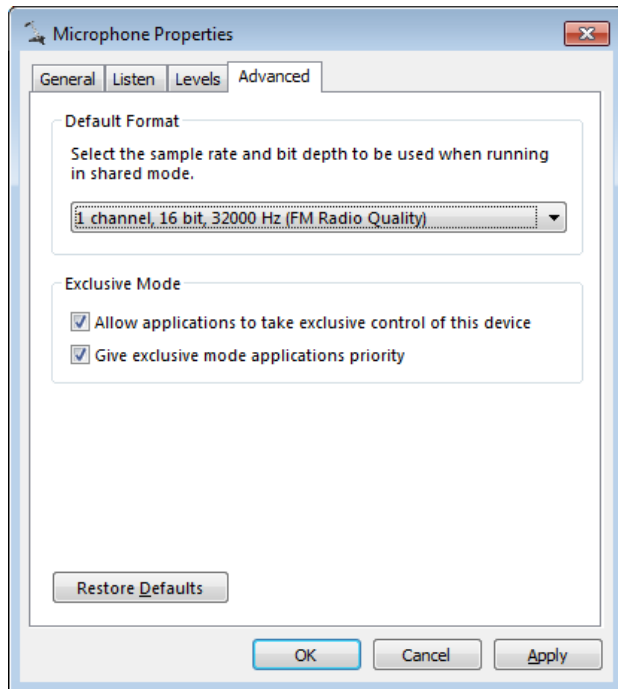 Microphone Properties
General Listen Levels Advanced
Default Format
Select the sample rate and bit depth to be used when running
in shared mode.
1 channel, 16 bit, 32000 Hz (FM Radio Quality)
Exclusive Mode
Allow applications to take exclusive control of this device
Give exclusive mode applications priority
Restore Defaults
OK Cancel Apply